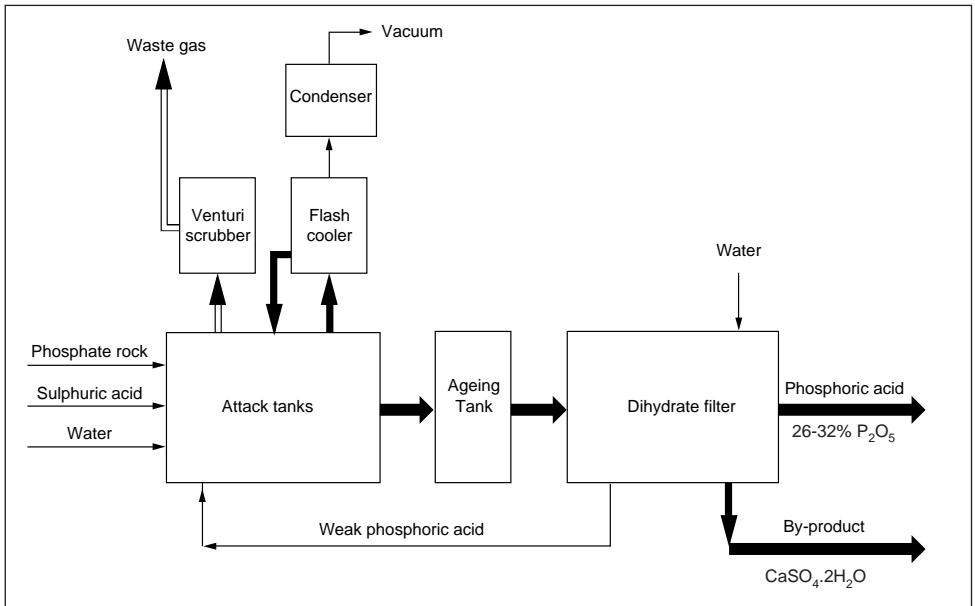 Vacuum
Waste gas
Condenser
Venturi
scrubber
Flash
cooler
Water
Phosphate rock
Sulphuric acid
Water
Attack tanks
Ageing
Tank
Dihydrate filter
Phosphoric acid
26-32% P₂O₅
Weak phosphoric acid
By-product
CaSO₄.2H₂O